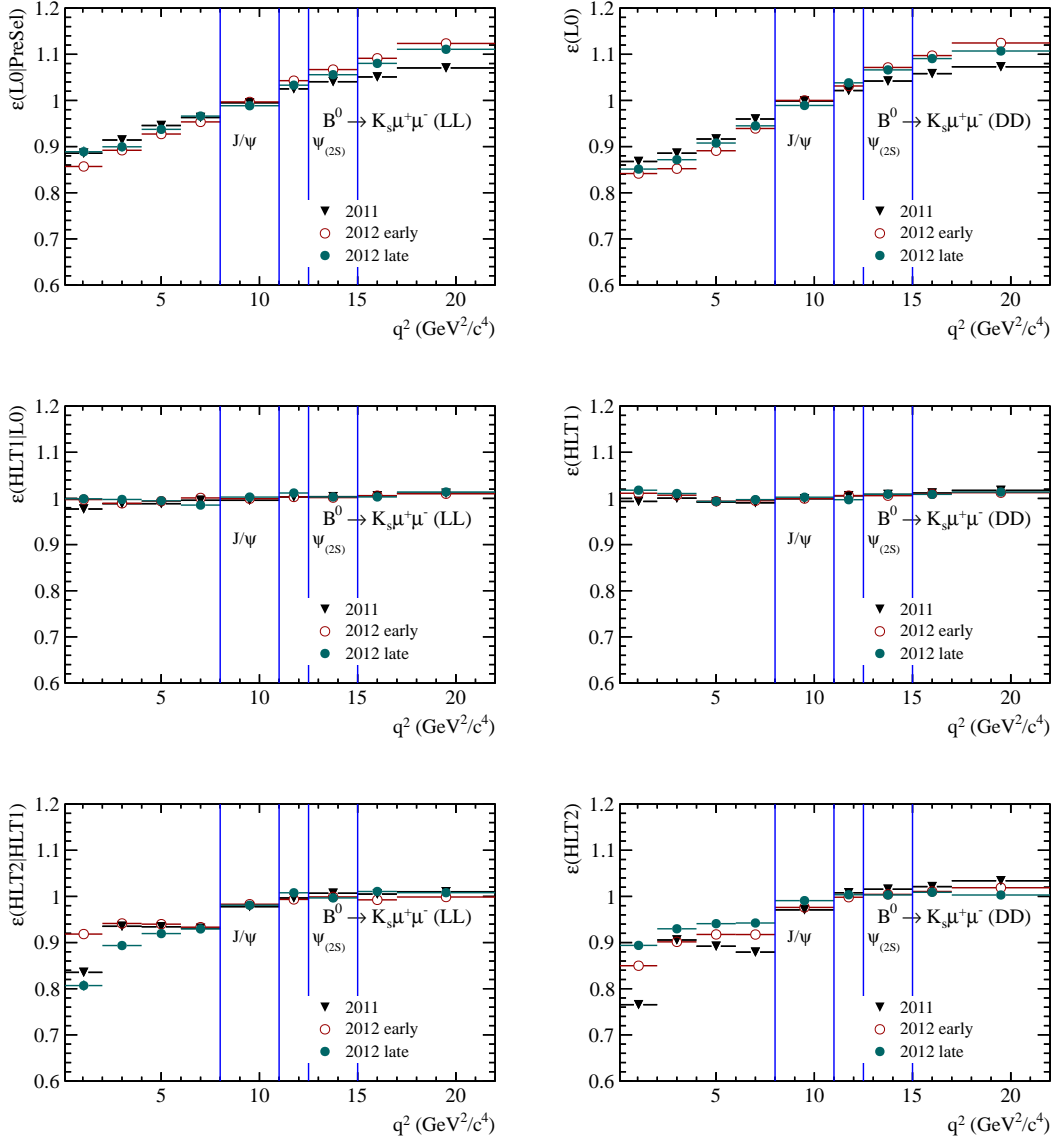 ε(L0|PreSel)
1.2
1.1
1
0.9
0.8
0.7
0.6
J/ψ
ψ(2S)
B⁰ → Kₛμ⁺μ⁻ (LL)
2011
2012 early
2012 late
5 10 15 20
q² (GeV²/c⁴)
ε(L0)
1.2
1.1
1
0.9
0.8
0.7
0.6
J/ψ
ψ(2S)
B⁰ → Kₛμ⁺μ⁻ (DD)
2011
2012 early
2012 late
5 10 15 20
q² (GeV²/c⁴)
ε(HLT1|L0)
1.2
1.1
1
0.9
0.8
0.7
0.6
B⁰ → Kₛμ⁺μ⁻ (LL)
J/ψ
ψ(2S)
2011
2012 early
2012 late
5 10 15 20
q² (GeV²/c⁴)
ε(HLT1)
1.2
1.1
1
0.9
0.8
0.7
0.6
B⁰ → Kₛμ⁺μ⁻ (DD)
J/ψ
ψ(2S)
2011
2012 early
2012 late
5 10 15 20
q² (GeV²/c⁴)
ε(HLT2|HLT1)
1.2
1.1
1
0.9
0.8
0.7
0.6
B⁰ → Kₛμ⁺μ⁻ (LL)
J/ψ
ψ(2S)
2011
2012 early
2012 late
5 10 15 20
q² (GeV²/c⁴)
ε(HLT2)
1.2
1.1
1
0.9
0.8
0.7
0.6
B⁰ → Kₛμ⁺μ⁻ (DD)
J/ψ
ψ(2S)
2011
2012 early
2012 late
5 10 15 20
q² (GeV²/c⁴)